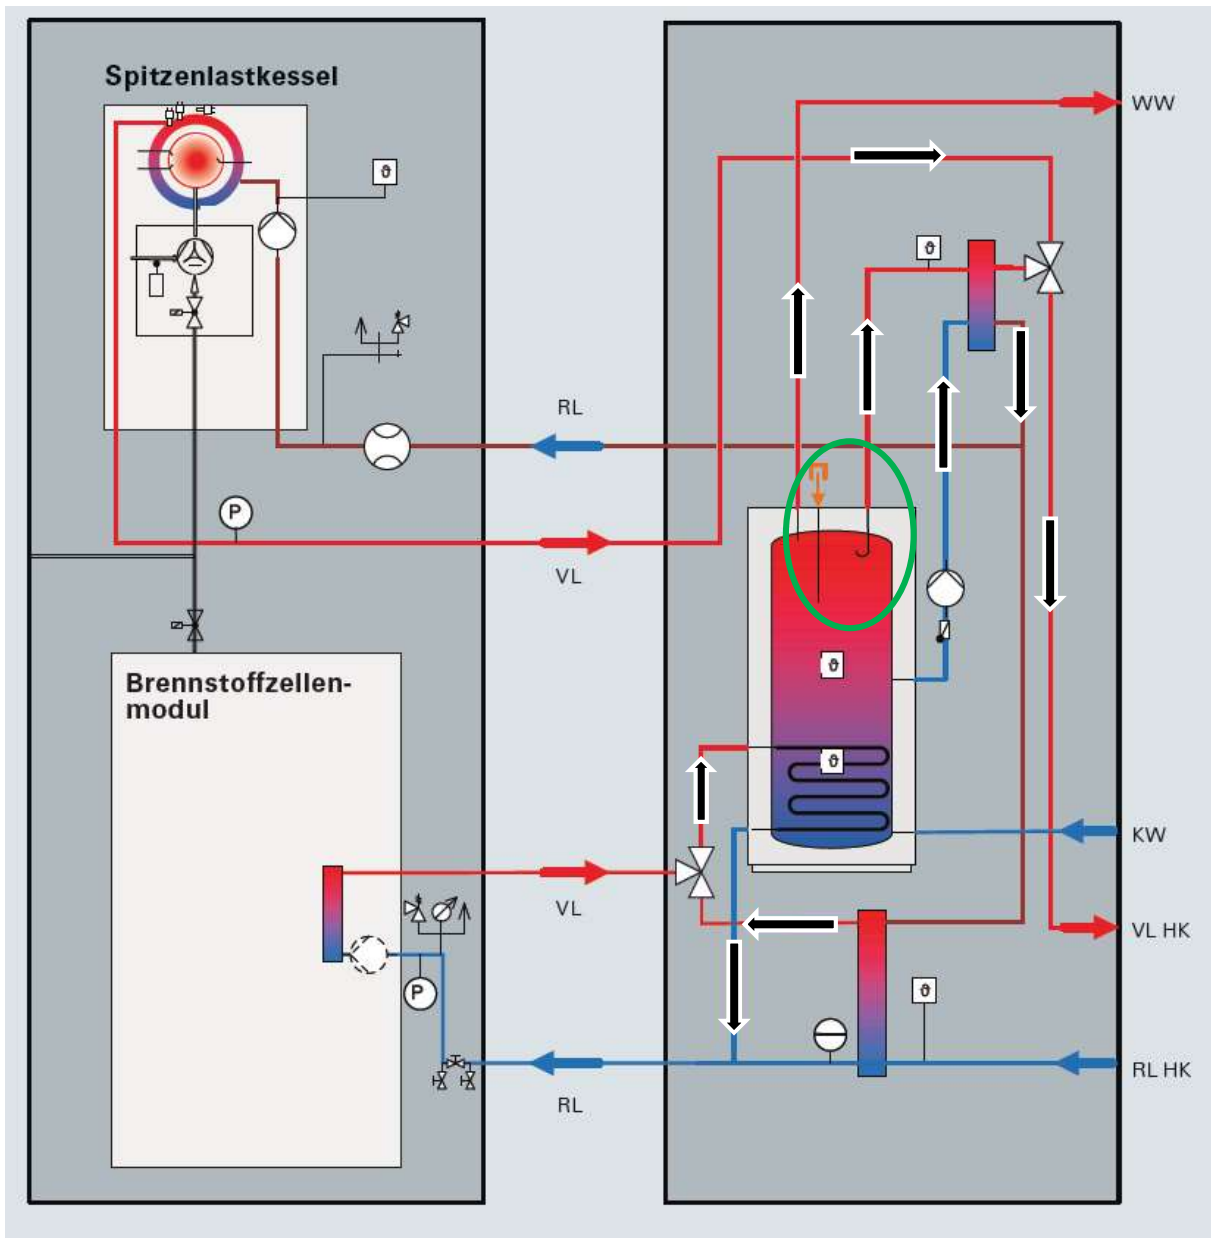 Spitzenlastkessel
WW
ϑ
ϑ
RL
P
VL
ϑ
Brennstoffzellen-
modul
ϑ
KW
VL
VL HK
P
ϑ
RL HK
RL